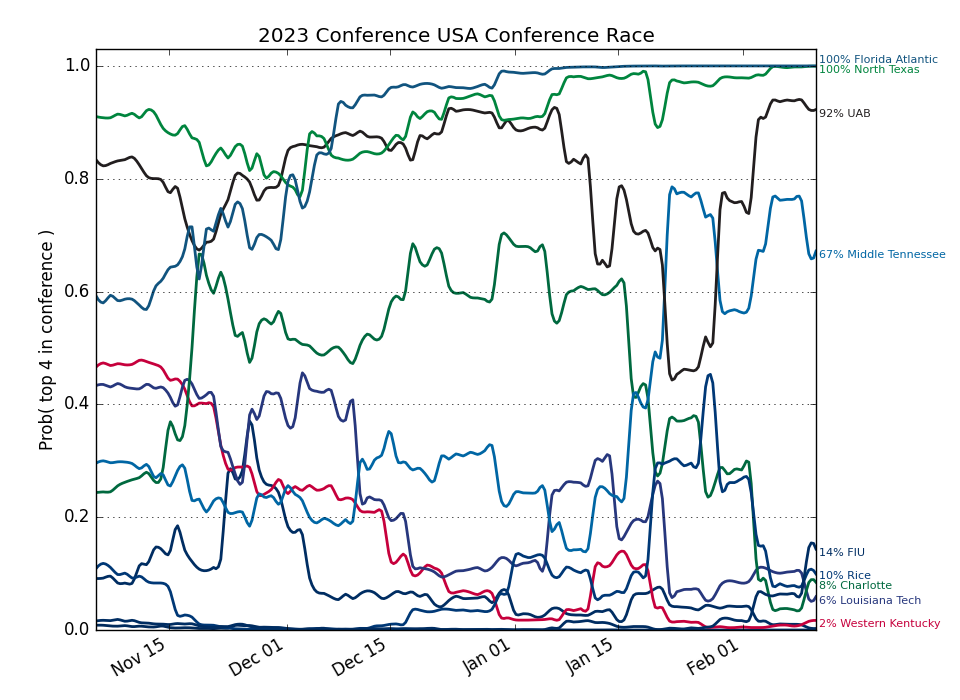 2023 Conference USA Conference Race
Prob( top 4 in conference )
1.0
0.8
0.6
0.4
0.2
0.0
Nov 15
Dec 01
Dec 15
Jan 01
Jan 15
Feb 01
100% Florida Atlantic
100% North Texas
92% UAB
67% Middle Tennessee
14% FIU
10% Rice
8% Charlotte
6% Louisiana Tech
2% Western Kentucky